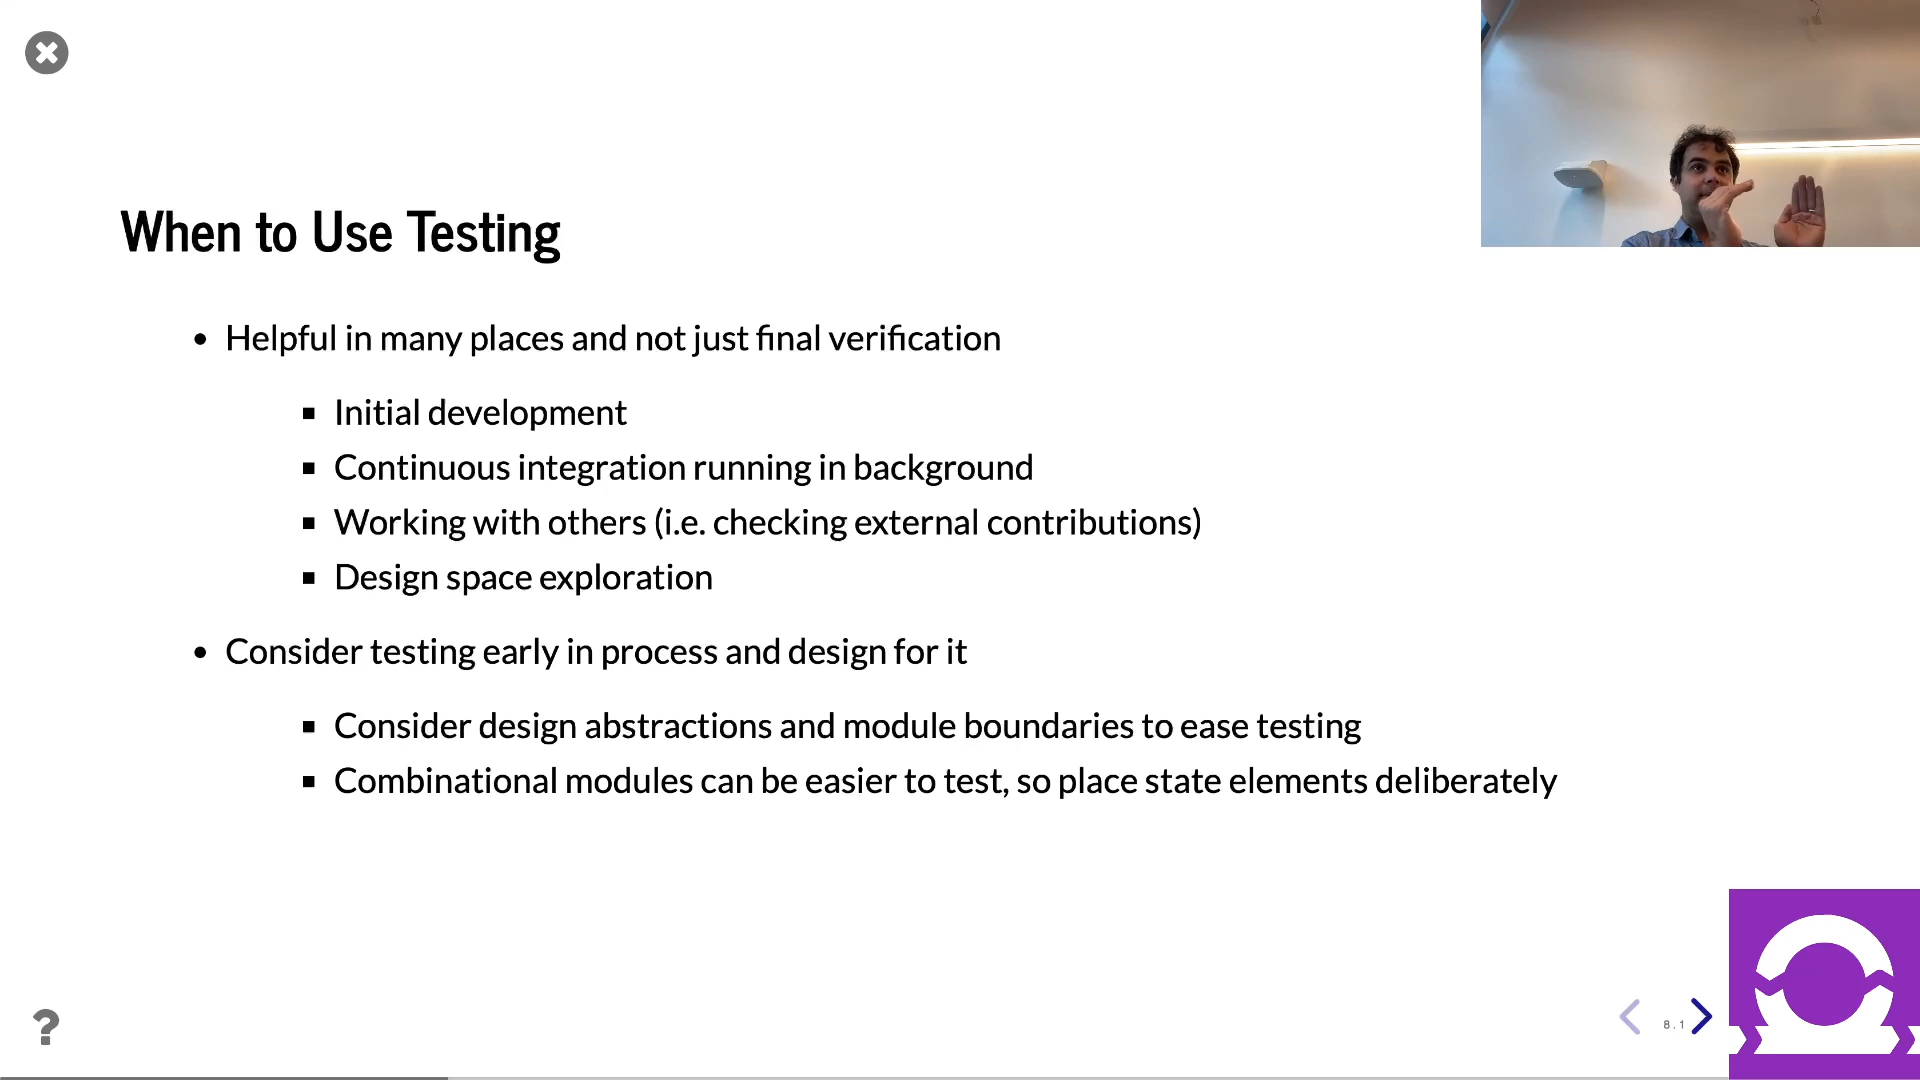 When to Use Testing
Helpful in many places and not just final verification
Initial development
Continuous integration running in background
Working with others (i.e. checking external contributions)
Design space exploration
Consider testing early in process and design for it
Consider design abstractions and module boundaries to ease testing
Combinational modules can be easier to test, so place state elements deliberately
?
8.1